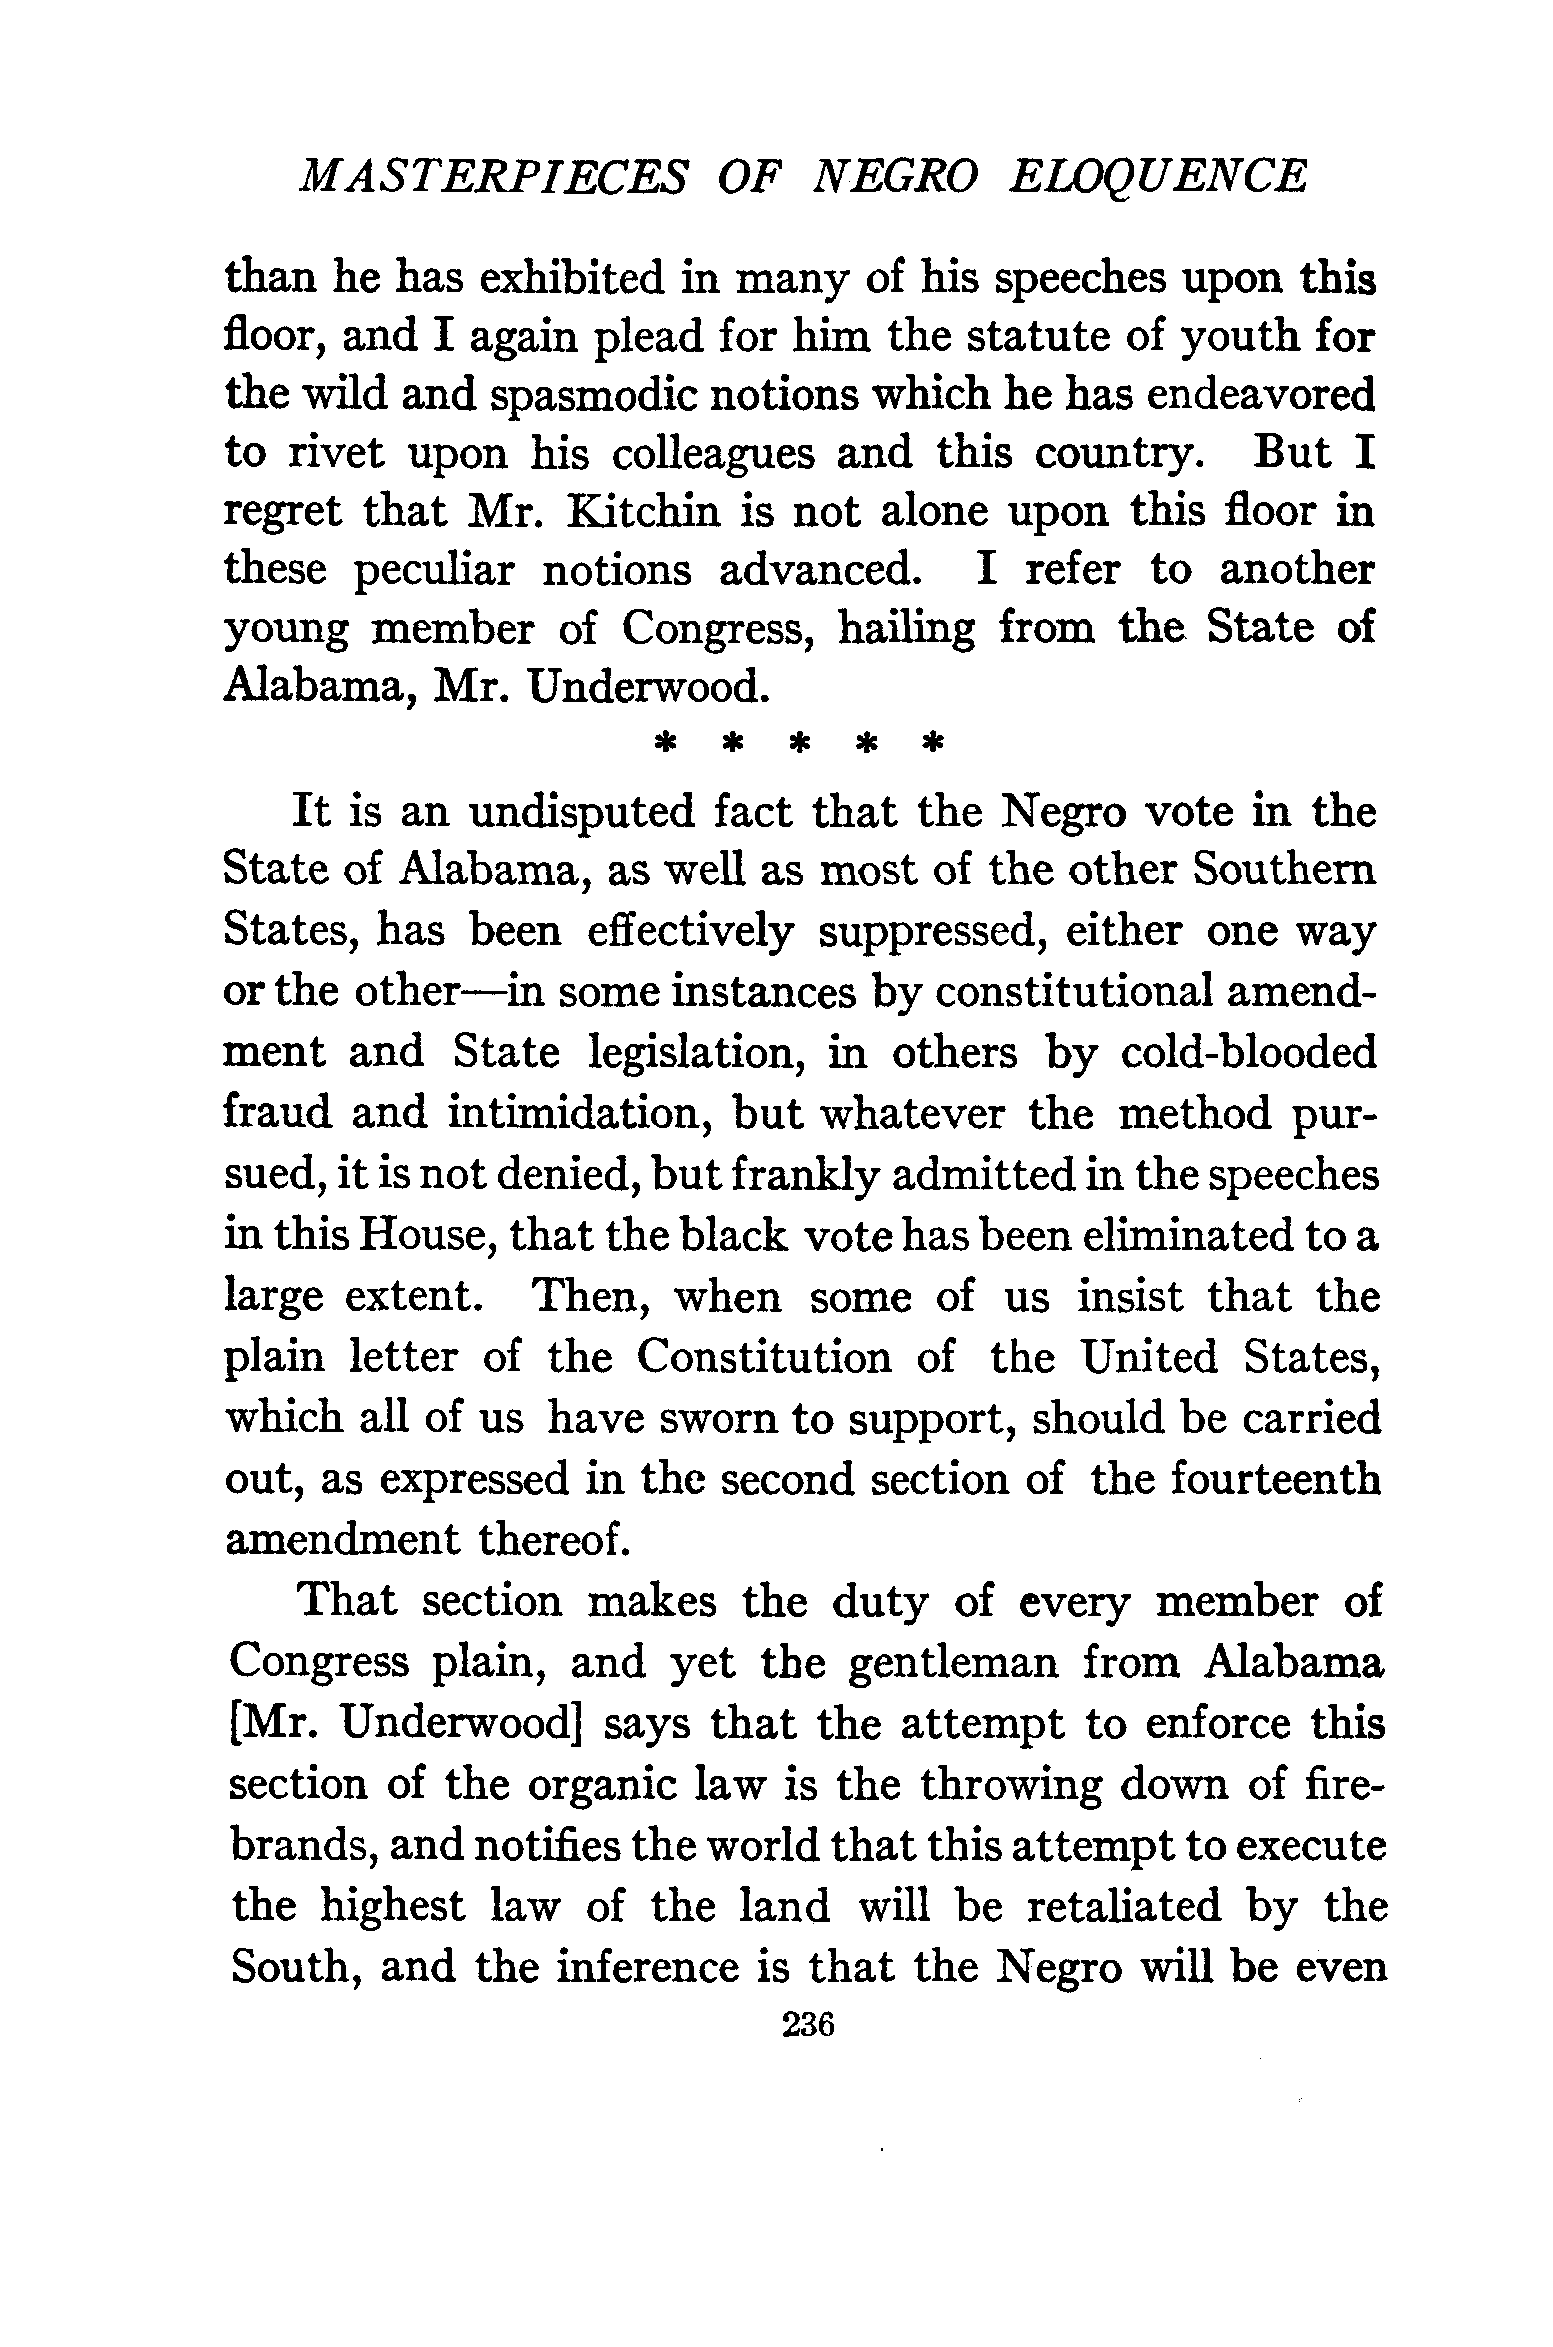 MASTERPIECES OF NEGRO ELOQUENCE
than he has exhibited in many of his speeches upon this
floor, and I again plead for him the statute of youth for
the wild and spasmodic notions which he has endeavored
to rivet upon his colleagues and this country. But I
regret that Mr. Kitchin is not alone upon this floor in
these peculiar notions advanced. I refer to another
young member of Congress, hailing from the State of
Alabama, Mr. Underwood.
* * * * *
It is an undisputed fact that the Negro vote in the
State of Alabama, as well as most of the other Southern
States, has been effectively suppressed, either one way
or the other—in some instances by constitutional amend-
ment and State legislation, in others by cold-blooded
fraud and intimidation, but whatever the method pur-
sued, it is not denied, but frankly admitted in the speeches
in this House, that the black vote has been eliminated to a
large extent. Then, when some of us insist that the
plain letter of the Constitution of the United States,
which all of us have sworn to support, should be carried
out, as expressed in the second section of the fourteenth
amendment thereof.
That section makes the duty of every member of
Congress plain, and yet the gentleman from Alabama
[Mr. Underwood] says that the attempt to enforce this
section of the organic law is the throwing down of fire-
brands, and notifies the world that this attempt to execute
the highest law of the land will be retaliated by the
South, and the inference is that the Negro will be even
236